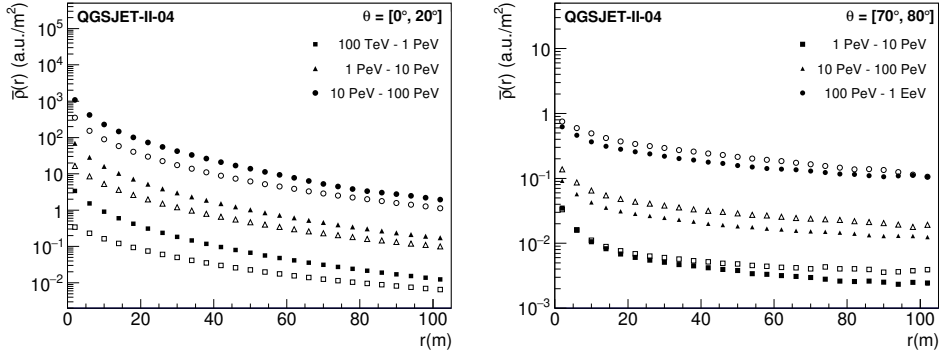 QGSJET-II-04
θ = [0°, 20°]
100 TeV - 1 PeV
1 PeV - 10 PeV
10 PeV - 100 PeV
ρ̅(r) (a.u./m²)
10⁵
10⁴
10³
10²
10
1
10⁻¹
10⁻²
0 20 40 60 80 100
r(m)
QGSJET-II-04
θ = [70°, 80°]
1 PeV - 10 PeV
10 PeV - 100 PeV
100 PeV - 1 EeV
ρ̅(r) (a.u./m²)
10
1
10⁻¹
10⁻²
10⁻³
0 20 40 60 80 100
r(m)